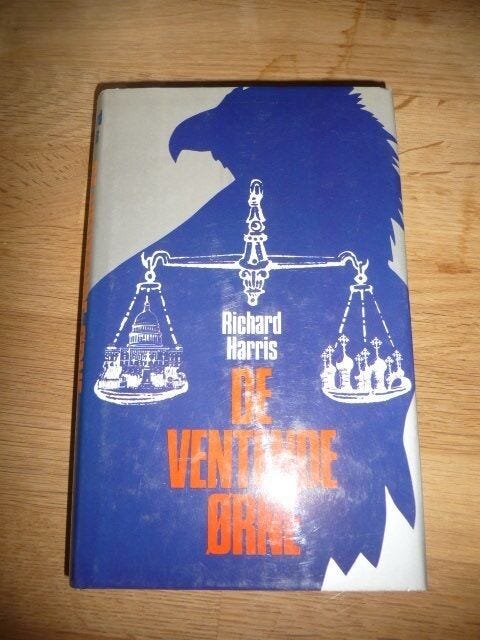 Richard
Harris
DE
VENTENDE
ØRNE